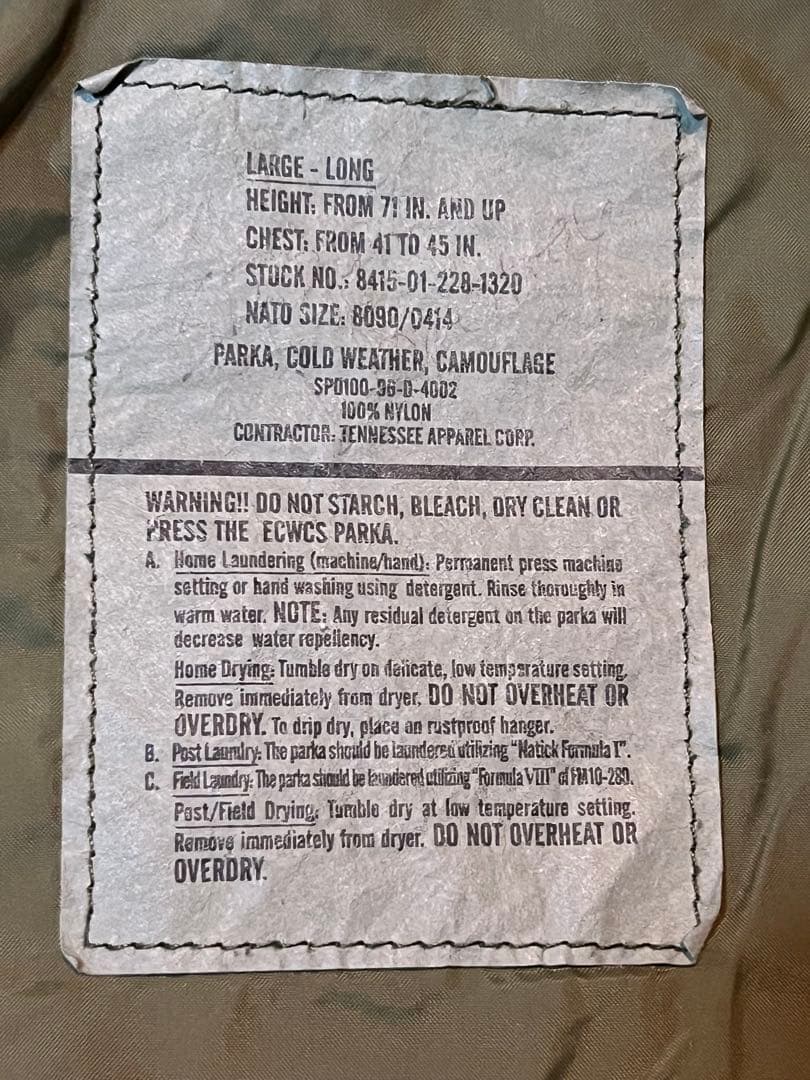 LARGE - LONG
HEIGHT: FROM 71 IN. AND UP
CHEST: FROM 41 TO 45 IN.
STOCK NO.: 8415-01-228-1320
NATO SIZE: 8090/0414
PARKA, COLD WEATHER, CAMOUFLAGE
SPO100-96-D-4002
100% NYLON
CONTRACTOR: TENNESSEE APPAREL CORP.
WARNING!! DO NOT STARCH, BLEACH, DRY CLEAN OR
PRESS THE ECWCS PARKA.
A. Home Laundering (machine/hand): Permanent press machine
setting or hand washing using detergent. Rinse thoroughly in
warm water. NOTE: Any residual detergent on the parka will
decrease water repellency.
Home Drying: Tumble dry on delicate, low temperature setting.
Remove immediately from dryer. DO NOT OVERHEAT OR
OVERDRY. To drip dry, place an rustproof hanger.
B. Post Laundry: The parka should be laundered utilizing "Natick Formula I".
C. Field Laundry: The parka should be laundered utilizing "Formula VIII" of FM10-280.
Post/Field Drying: Tumble dry at low temperature setting.
Remove immediately from dryer. DO NOT OVERHEAT OR
OVERDRY.